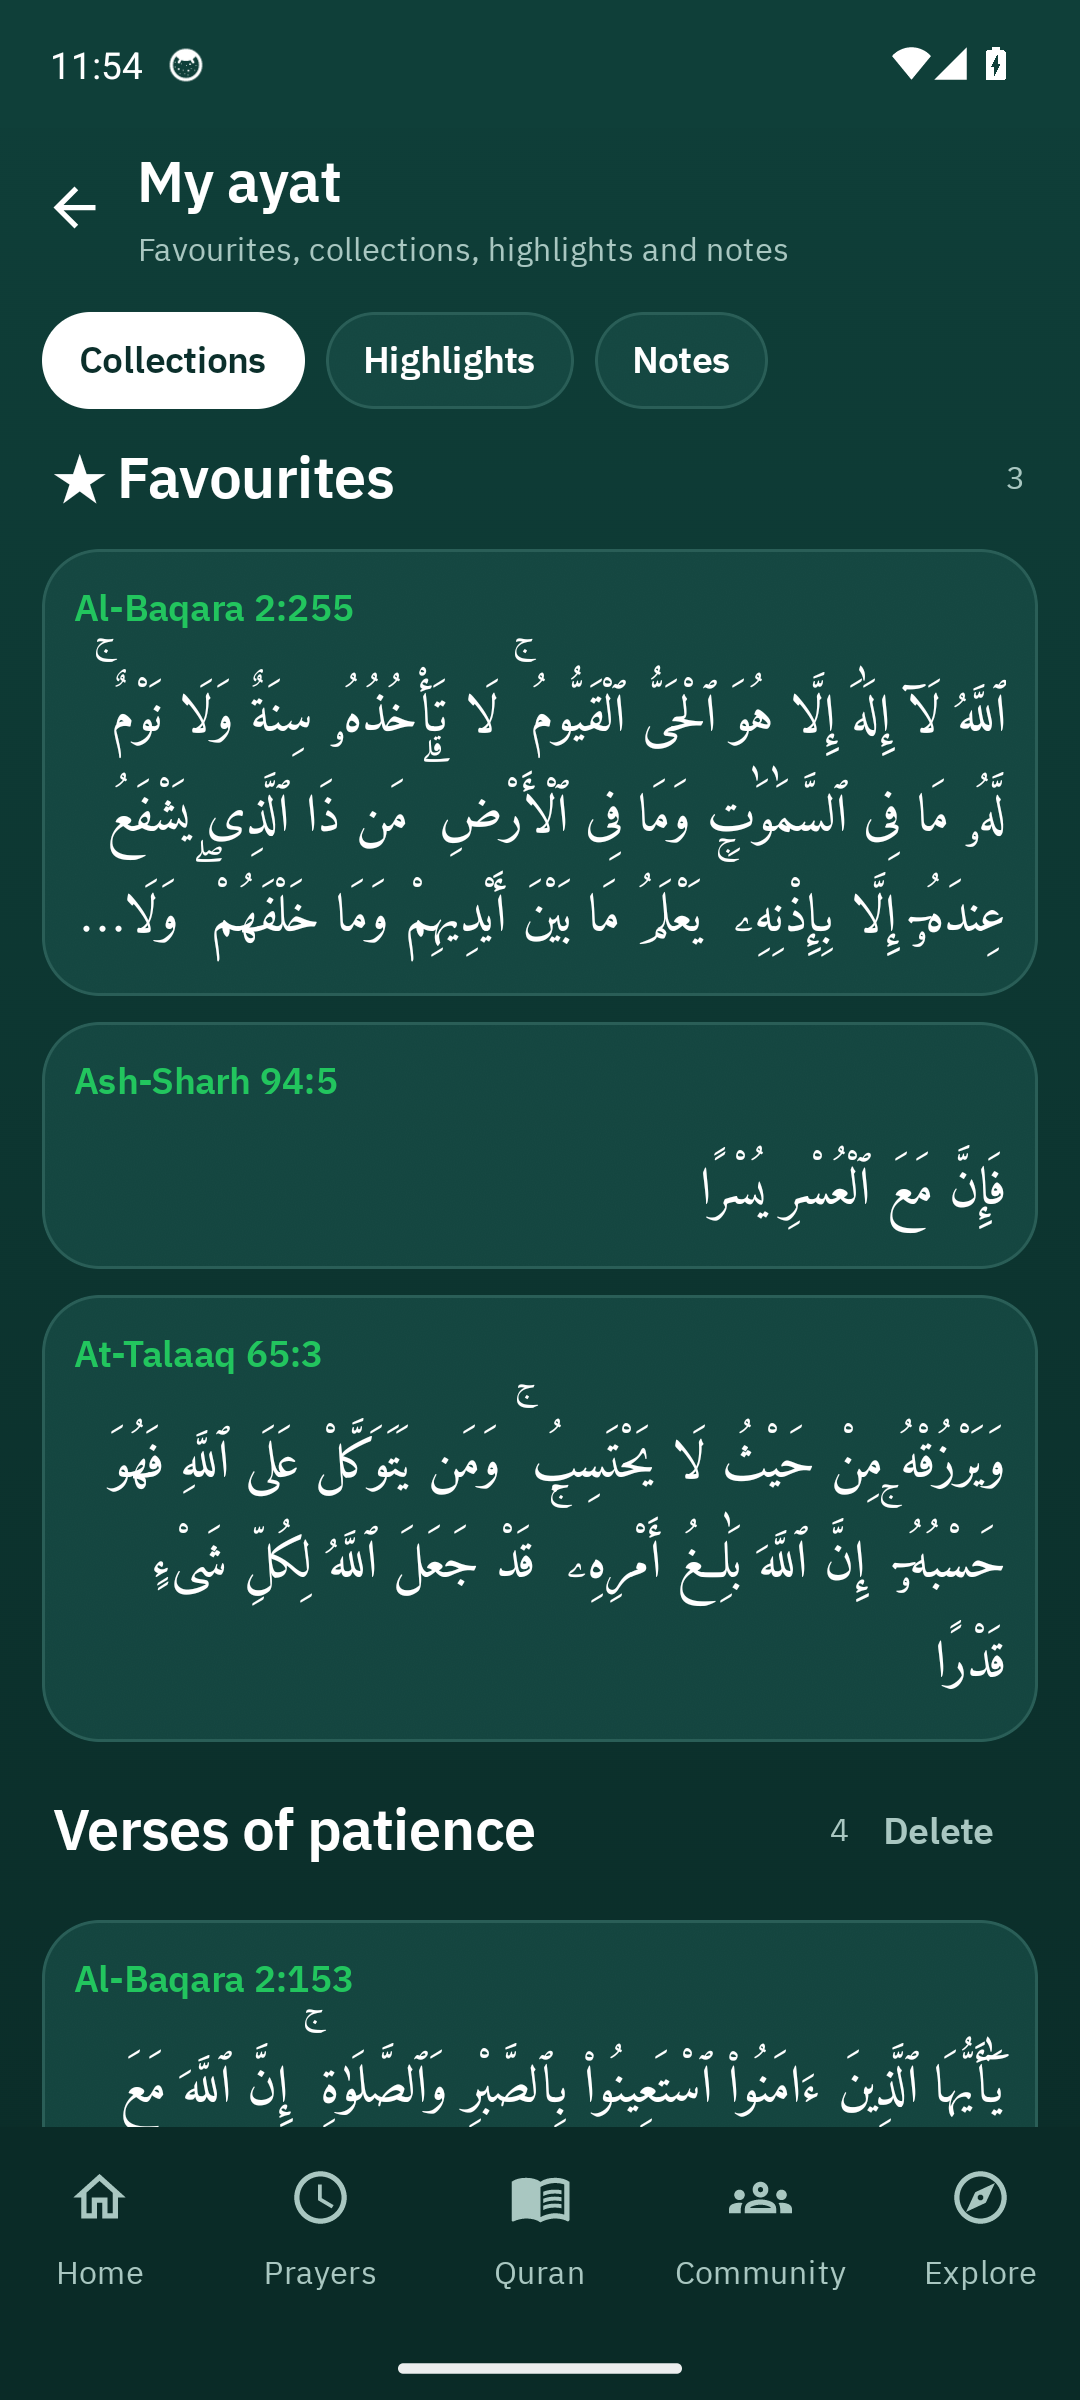 11:54
My ayat
Favourites, collections, highlights and notes
Collections
Highlights
Notes
★ Favourites
3
Al-Baqara 2:255
ٱللَّهُ لَآ إِلَٰهَ إِلَّا هُوَ ٱلْحَىُّ ٱلْقَيُّومُ ۚ لَا تَأْخُذُهُۥ سِنَةٌ وَلَا نَوْمٌ ۚ
لَّهُۥ مَا فِى ٱلسَّمَٰوَٰتِ وَمَا فِى ٱلْأَرْضِ ۗ مَن ذَا ٱلَّذِى يَشْفَعُ
عِندَهُۥٓ إِلَّا بِإِذْنِهِۦ ۚ يَعْلَمُ مَا بَيْنَ أَيْدِيهِمْ وَمَا خَلْفَهُمْ ۖ وَلَا...
Ash-Sharh 94:5
فَإِنَّ مَعَ ٱلْعُسْرِ يُسْرًا
At-Talaaq 65:3
وَيَرْزُقْهُ مِنْ حَيْثُ لَا يَحْتَسِبُ ۚ وَمَن يَتَوَكَّلْ عَلَى ٱللَّهِ فَهُوَ
حَسْبُهُۥٓ ۚ إِنَّ ٱللَّهَ بَٰلِغُ أَمْرِهِۦ ۚ قَدْ جَعَلَ ٱللَّهُ لِكُلِّ شَىْءٍ
قَدْرًا
Verses of patience
4
Delete
Al-Baqara 2:153
يَٰٓأَيُّهَا ٱلَّذِينَ ءَامَنُوا۟ ٱسْتَعِينُوا۟ بِٱلصَّبْرِ وَٱلصَّلَوٰةِ ۚ إِنَّ ٱللَّهَ مَعَ
Home
Prayers
Quran
Community
Explore